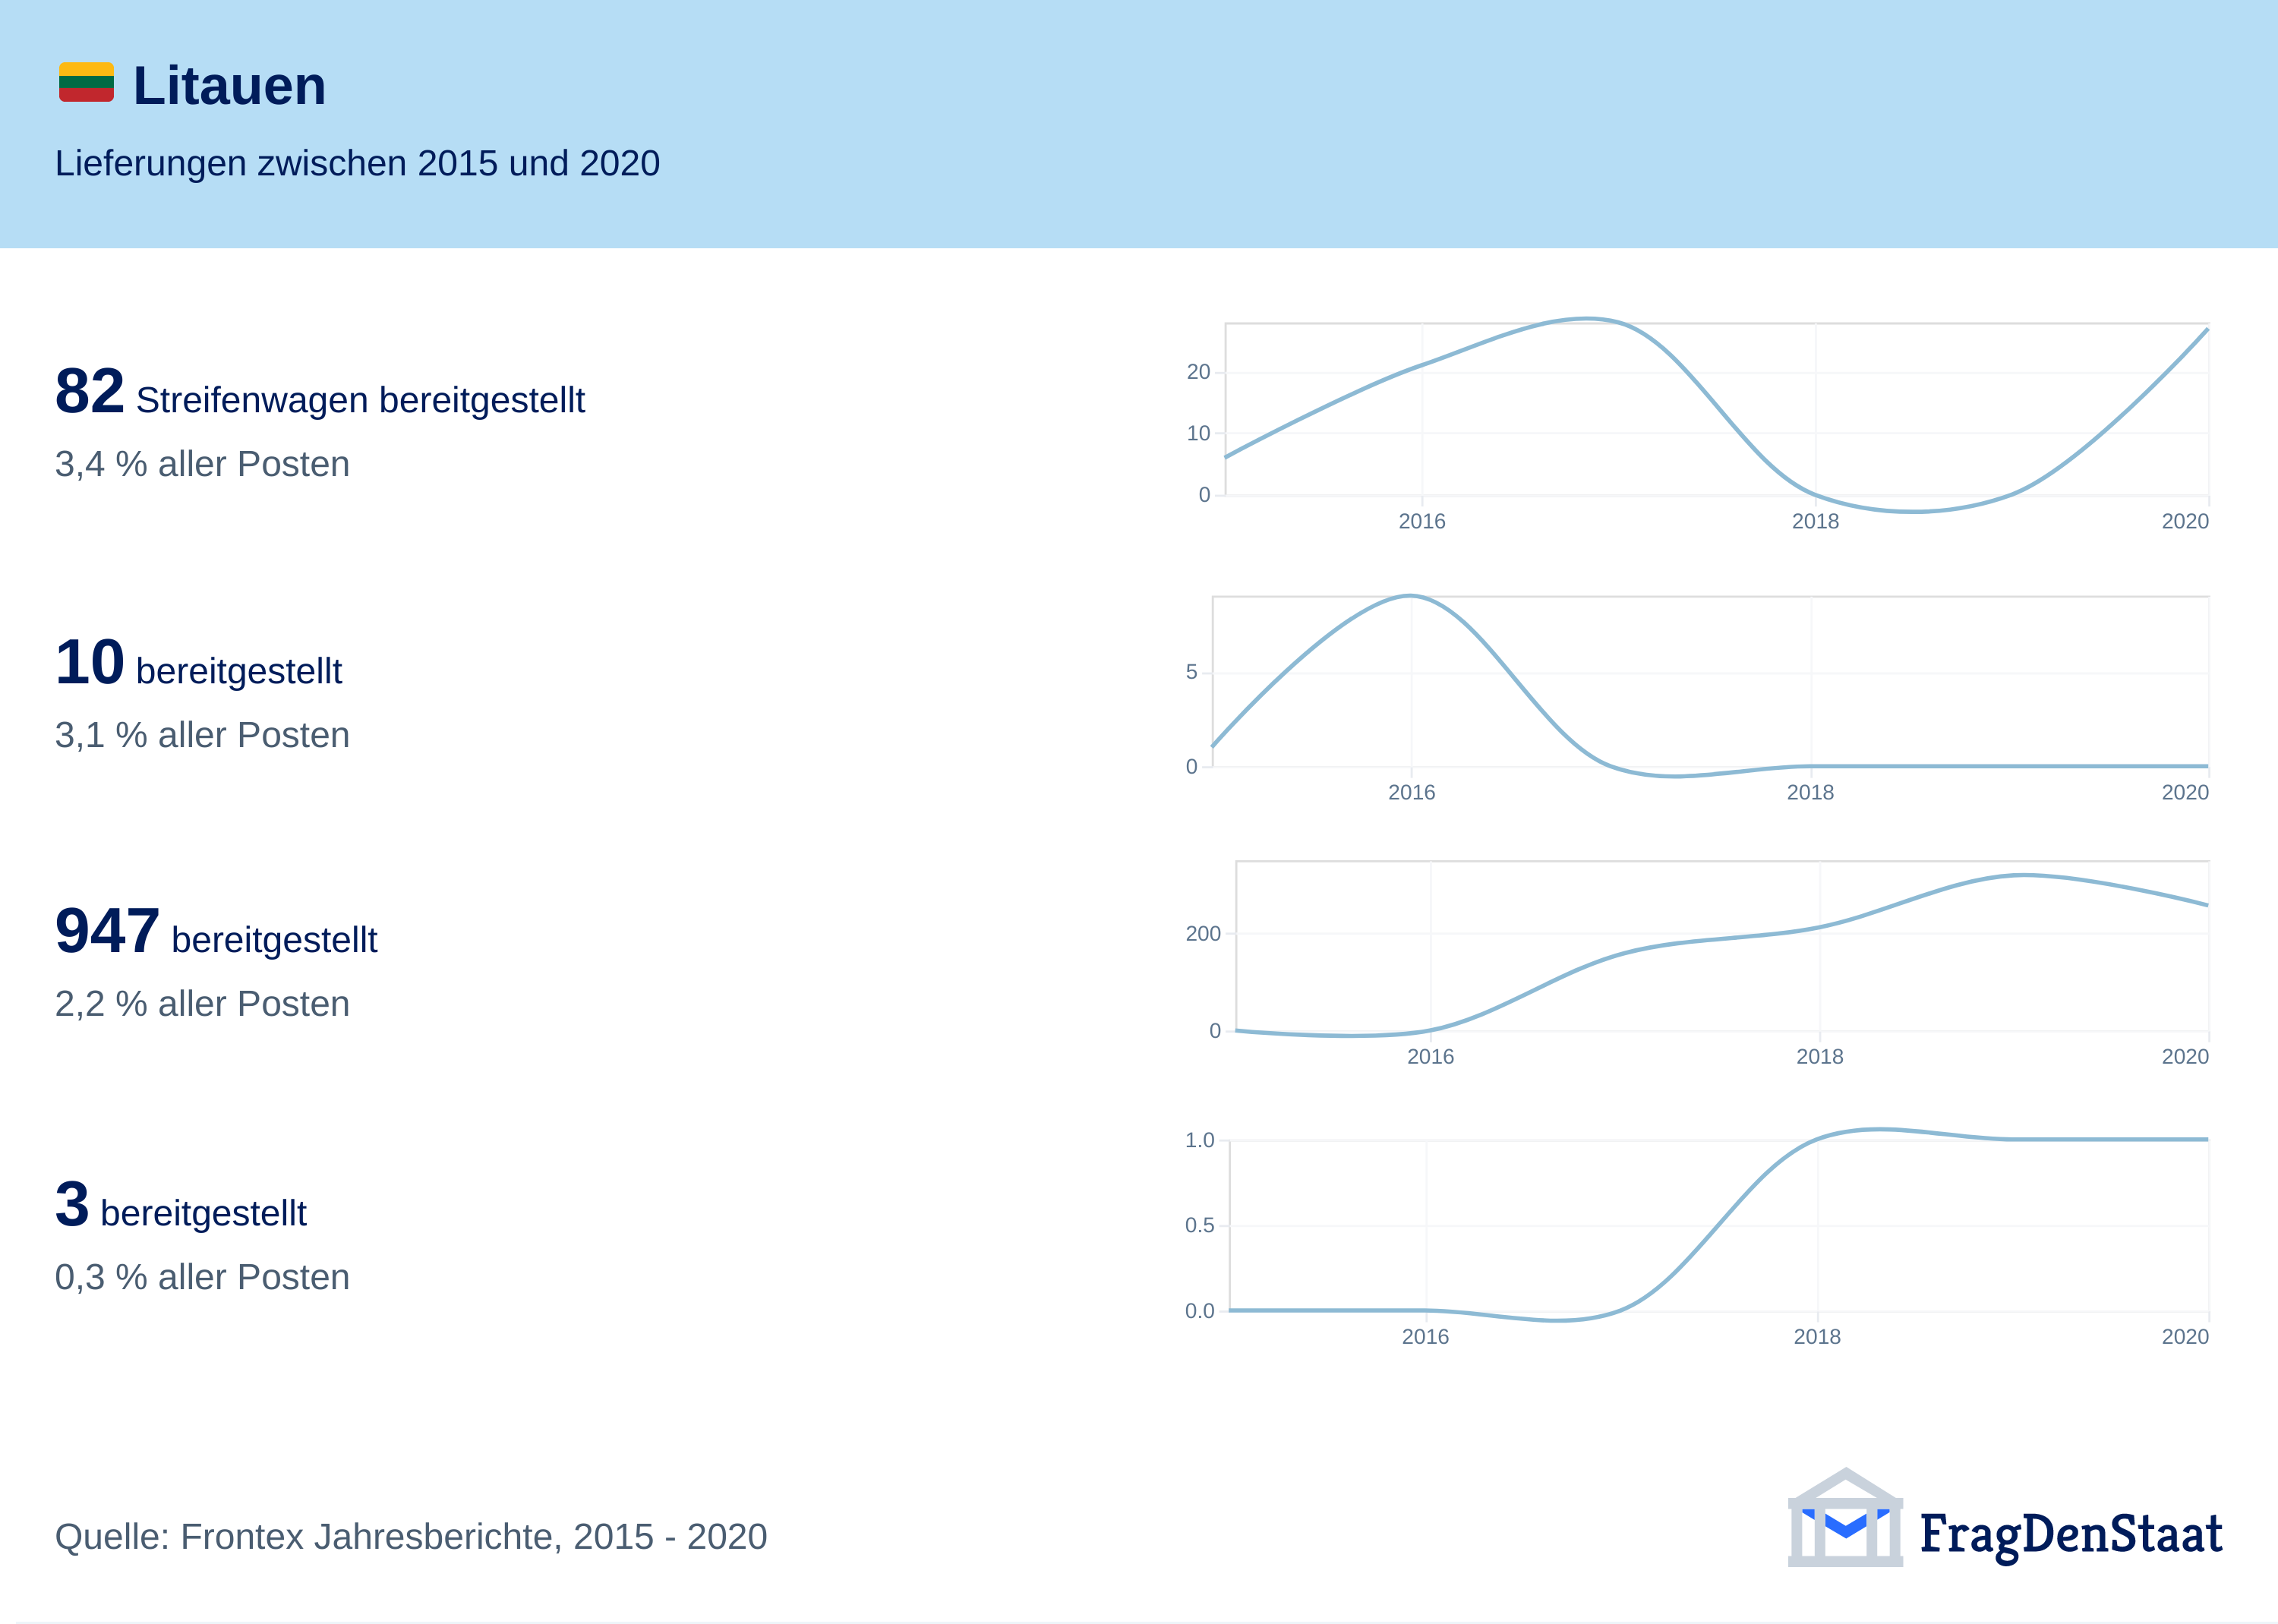 Litauen
Lieferungen zwischen 2015 und 2020
82 Streifenwagen bereitgestellt
3,4 % aller Posten
20
10
0
2016 2018 2020
10 bereitgestellt
3,1 % aller Posten
5
0
2016 2018 2020
947 bereitgestellt
2,2 % aller Posten
200
0
2016 2018 2020
3 bereitgestellt
0,3 % aller Posten
1.0
0.5
0.0
2016 2018 2020
Quelle: Frontex Jahresberichte, 2015 - 2020
FragDenStaat